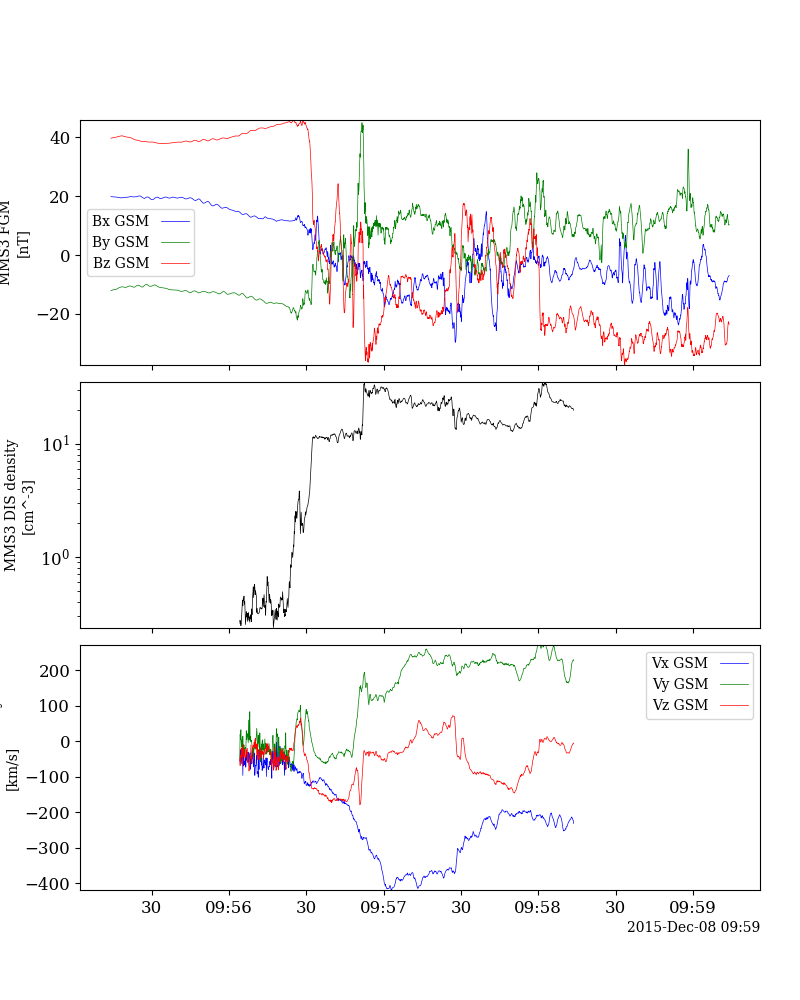 40
20
0
−20
MMS3 FGM
[nT]
Bx GSM
By GSM
Bz GSM
10^1
10^0
MMS3 DIS density
[cm^-3]
200
100
0
−100
−200
−300
−400
[km/s]
Vx GSM
Vy GSM
Vz GSM
30 09:56 30 09:57 30 09:58 30 09:59
2015-Dec-08 09:59